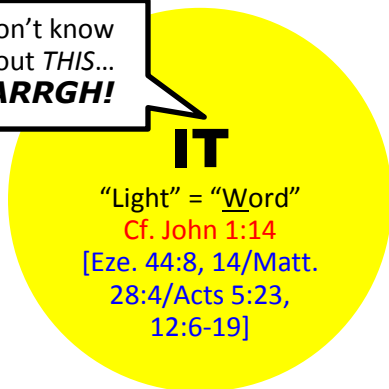 on't know
out THIS…
ARRGH!
IT
“Light” = “Word”
Cf. John 1:14
[Eze. 44:8, 14/Matt.
28:4/Acts 5:23,
12:6-19]